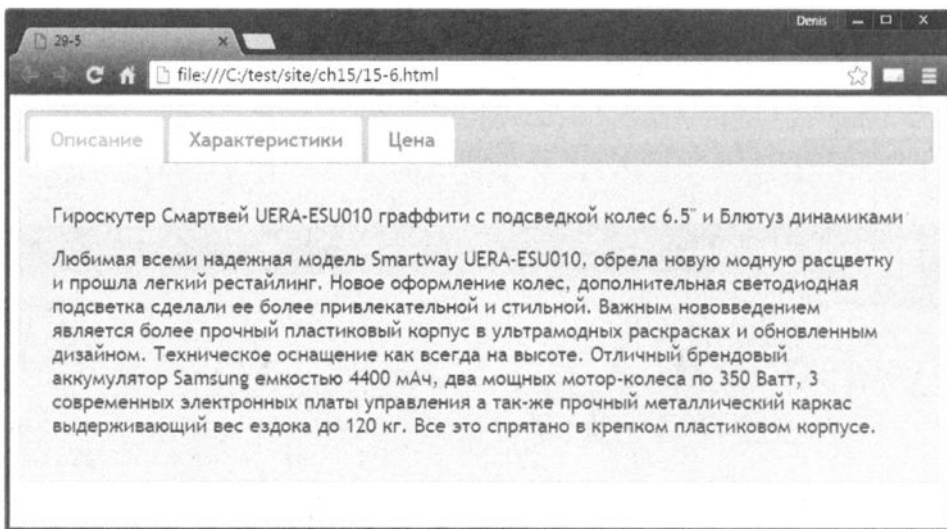 Denis
29-5
file:///C:/test/site/ch15/15-6.html
Описание Характеристики Цена
Гироскутер Смартвей UERA-ESU010 граффити с подсведкой колес 6.5" и Блютуз динамиками
Любимая всеми надежная модель Smartway UERA-ESU010, обрела новую модную расцветку
и прошла легкий рестайлинг. Новое оформление колес, дополнительная светодиодная
подсветка сделали ее более привлекательной и стильной. Важным нововведением
является более прочный пластиковый корпус в ультрамодных раскрасках и обновленным
дизайном. Техническое оснащение как всегда на высоте. Отличный брендовый
аккумулятор Samsung емкостью 4400 мАч, два мощных мотор-колеса по 350 Ватт, 3
современных электронных платы управления а так-же прочный металлический каркас
выдерживающий вес ездока до 120 кг. Все это спрятано в крепком пластиковом корпусе.